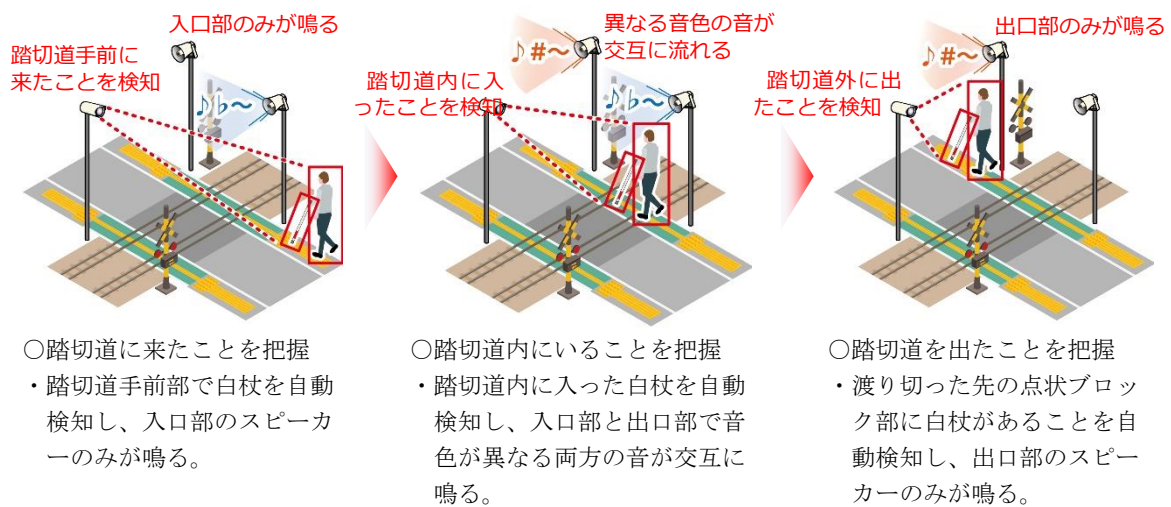 入口部のみが鳴る
踏切道手前に
来たことを検知
♪♭~
○踏切道に来たことを把握
・踏切道手前部で白杖を自動
検知し、入口部のスピーカ
ーのみが鳴る。
異なる音色の音が
交互に流れる
♪#~
踏切道内に入
ったことを検知
♪♭~
○踏切道内にいることを把握
・踏切道内に入った白杖を自動
検知し、入口部と出口部で音
色が異なる両方の音が交互に
鳴る。
出口部のみが鳴る
♪#~
踏切道外に出
たことを検知
○踏切道を出たことを把握
・渡り切った先の点状ブロッ
ク部に白杖があることを自
動検知し、出口部のスピー
カーのみが鳴る。